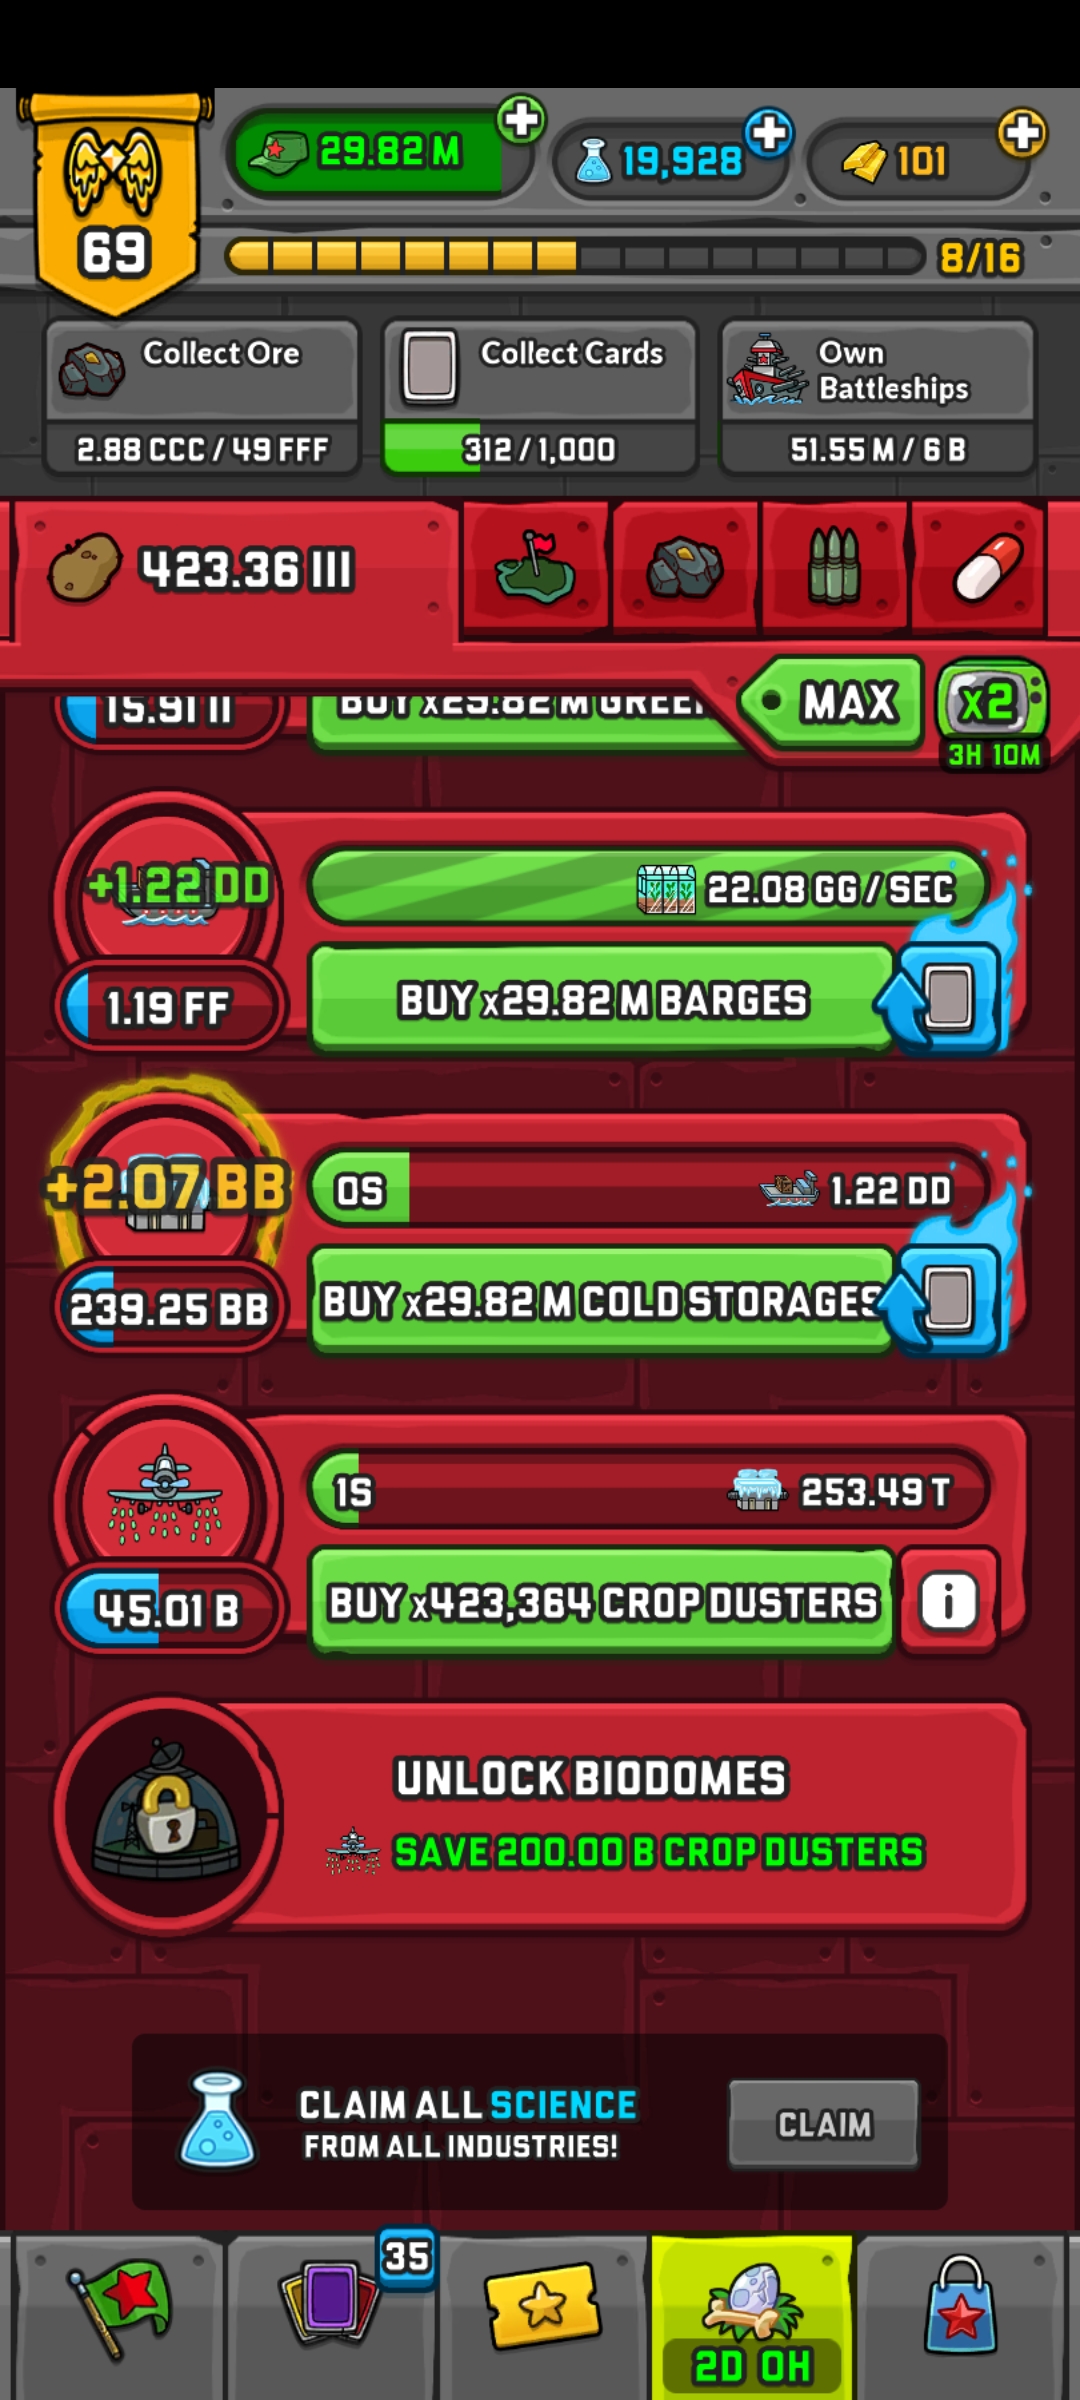 69
29.82 M
19,928
101
8/16
Collect Ore
2.88 CCC / 49 FFF
Collect Cards
312 / 1,000
Own
Battleships
51.55 M / 6 B
423.36 III
MAX
x2
3H 10M
15.91 II
BUY x29.82 M GREE
+1.22 DD
22.08 GG / SEC
1.19 FF
BUY x29.82 M BARGES
+2.07 BB
0S
1.22 DD
239.25 BB
BUY x29.82 M COLD STORAGES
1S
253.49 T
45.01 B
BUY x423,364 CROP DUSTERS
i
UNLOCK BIODOMES
SAVE 200.00 B CROP DUSTERS
CLAIM ALL SCIENCE
FROM ALL INDUSTRIES!
CLAIM
35
2D 0H